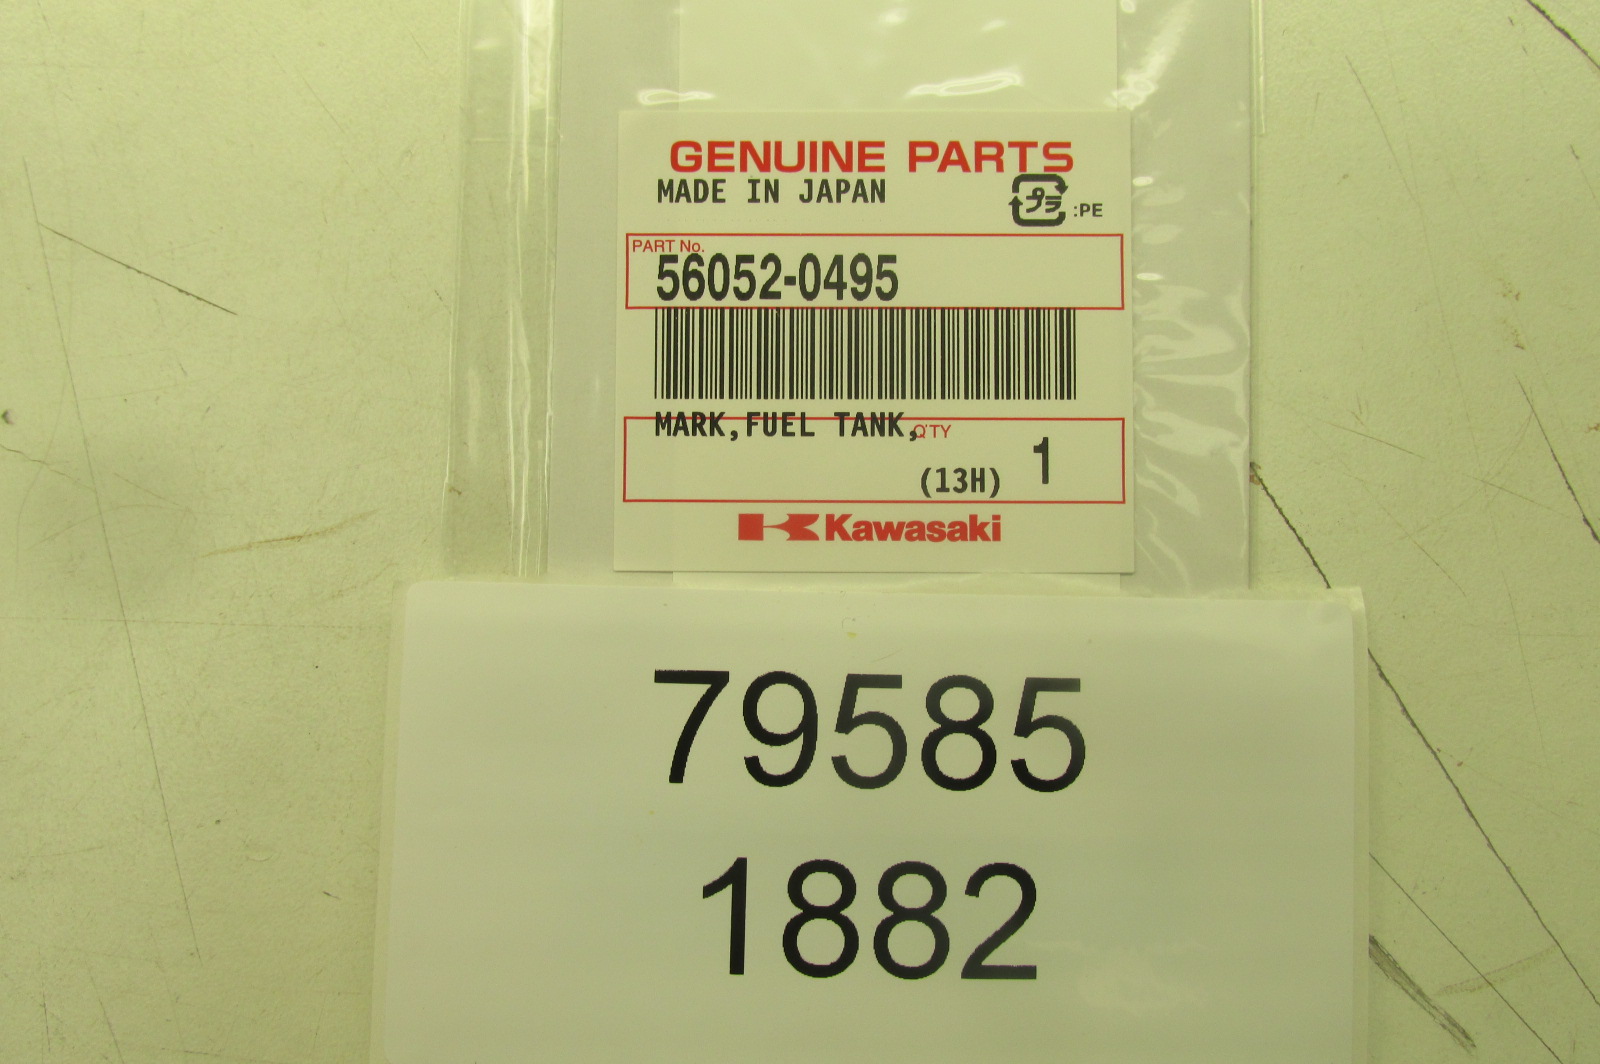 GENUINE PARTS
MADE IN JAPAN
プラ :PE
PART No.
56052-0495
MARK,FUEL TANK,
Q'TY
(13H) 1
Kawasaki
79585
1882